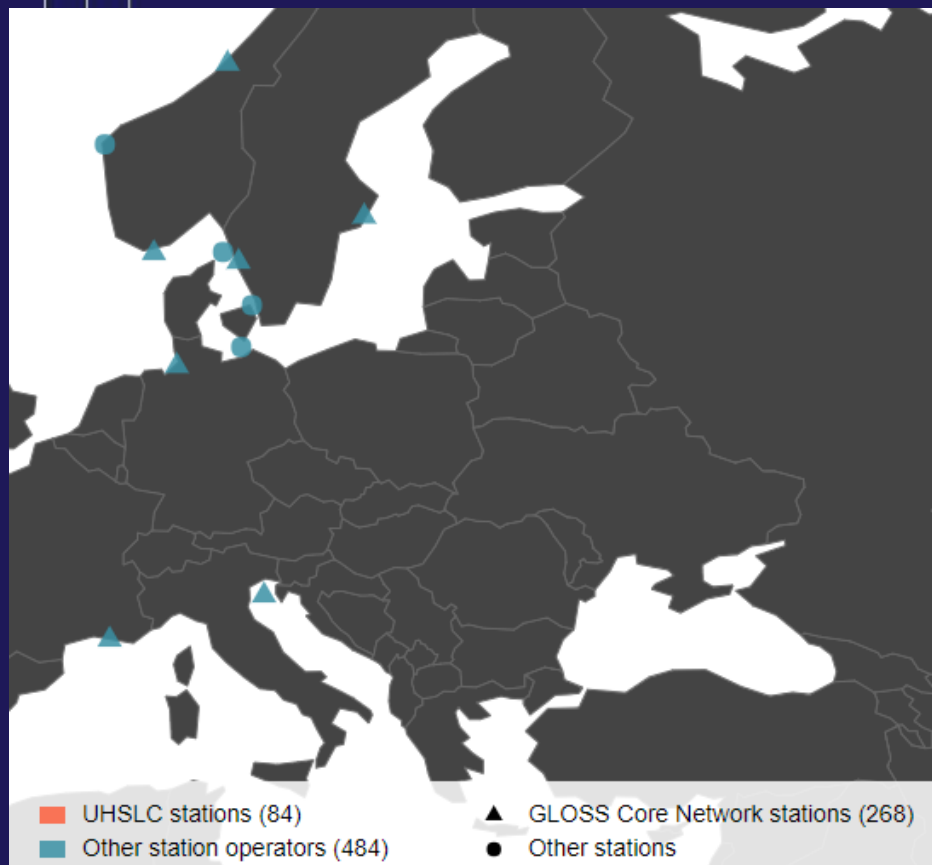 UHSLC stations (84)
GLOSS Core Network stations (268)
Other station operators (484)
Other stations